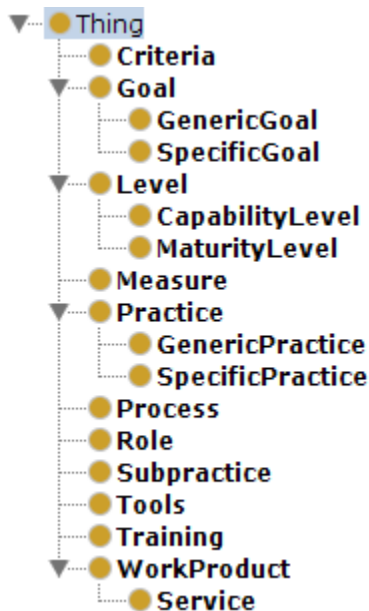 Thing
Criteria
Goal
GenericGoal
SpecificGoal
Level
CapabilityLevel
MaturityLevel
Measure
Practice
GenericPractice
SpecificPractice
Process
Role
Subpractice
Tools
Training
WorkProduct
Service